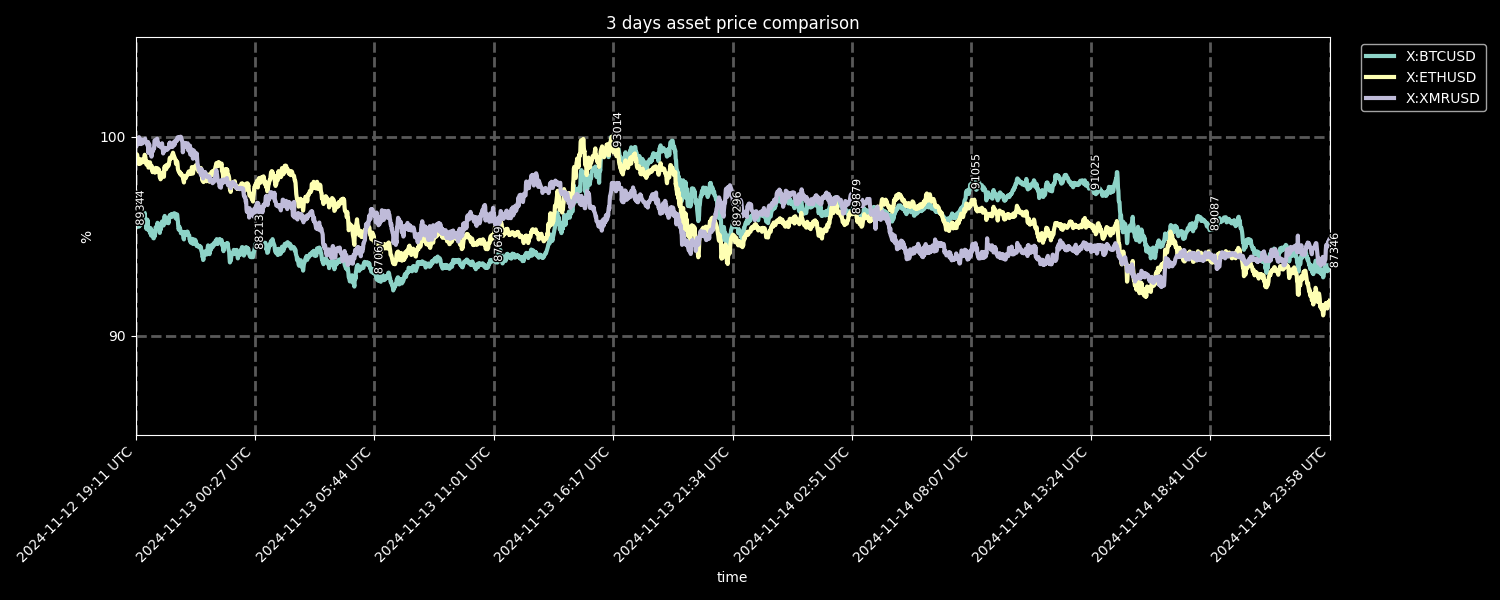 3 days asset price comparison
X:BTCUSD
X:ETHUSD
X:XMRUSD
100
90
%
89344
88213
87067
87649
93014
89296
89879
91055
91025
89087
87346
2024-11-12 19:11 UTC
2024-11-13 00:27 UTC
2024-11-13 05:44 UTC
2024-11-13 11:01 UTC
2024-11-13 16:17 UTC
2024-11-13 21:34 UTC
2024-11-14 02:51 UTC
2024-11-14 08:07 UTC
2024-11-14 13:24 UTC
2024-11-14 18:41 UTC
2024-11-14 23:58 UTC
time